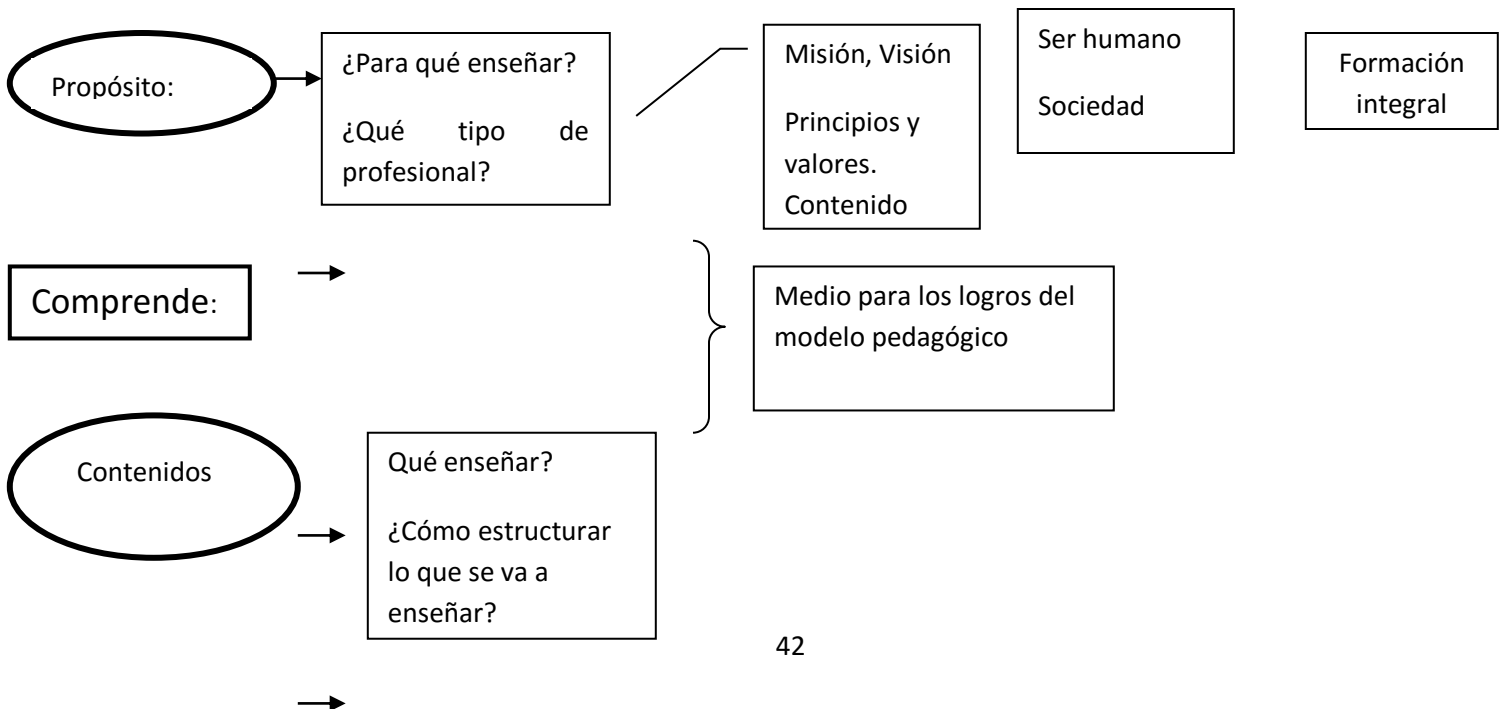 Propósito:
¿Para qué enseñar?
¿Qué tipo de
profesional?
Misión, Visión
Principios y
valores.
Contenido
Ser humano
Sociedad
Formación
integral
Comprende:
Medio para los logros del
modelo pedagógico
Contenidos
Qué enseñar?
¿Cómo estructurar
lo que se va a
enseñar?
42